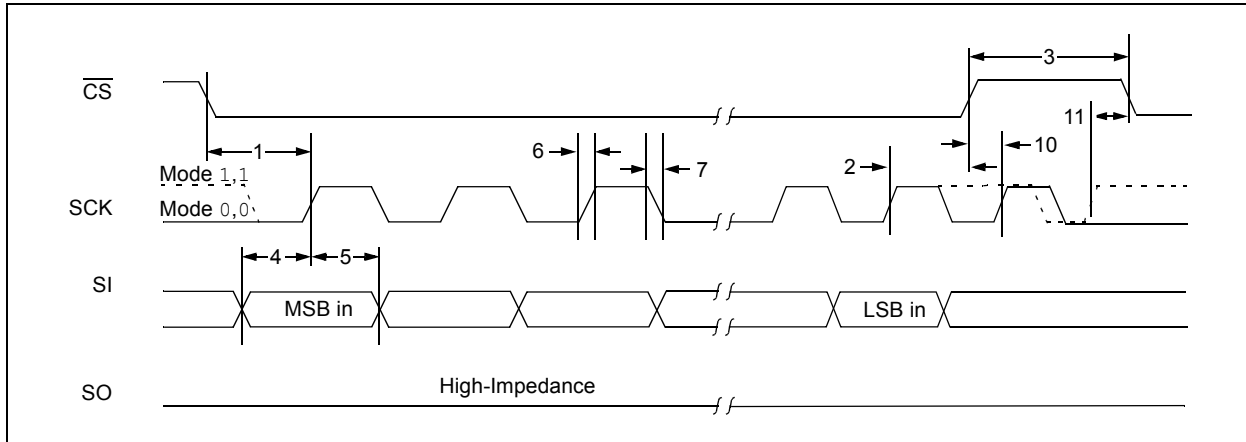 3
CS
11
1
6
7
2
10
Mode 1,1
SCK
Mode 0,0
4
5
SI
MSB in
LSB in
SO
High-Impedance